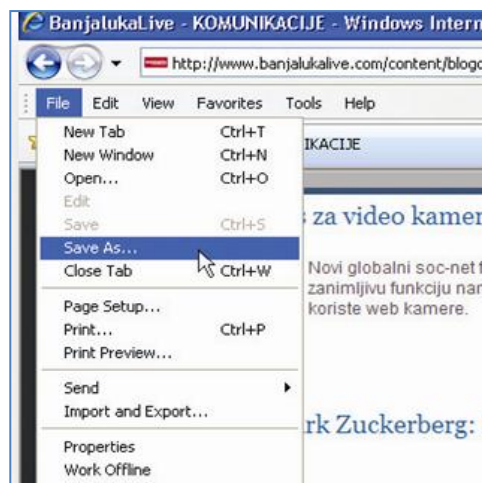 BanjalukaLive - KOMUNIKACIJE - Windows Intern
http://www.banjalukalive.com/content/blogo
File Edit View Favorites Tools Help
IKACIJE
New Tab Ctrl+T
New Window Ctrl+N
Open... Ctrl+O
Edit
Save Ctrl+S
Save As...
Close Tab Ctrl+W
Page Setup...
Print... Ctrl+P
Print Preview...
Send
Import and Export...
Properties
Work Offline
za video kamer
Novi globalni soc-net f
zanimljivu funkciju nar
koriste web kamere.
rk Zuckerberg: